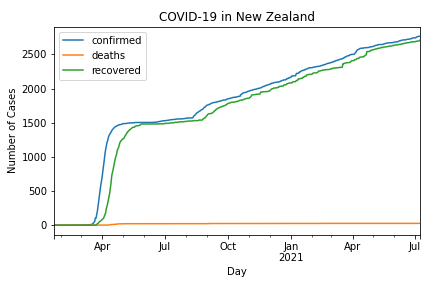 COVID-19 in New Zealand
confirmed
deaths
recovered
Number of Cases
2500
2000
1500
1000
500
0
Apr Jul Oct Jan Apr Jul
2021
Day